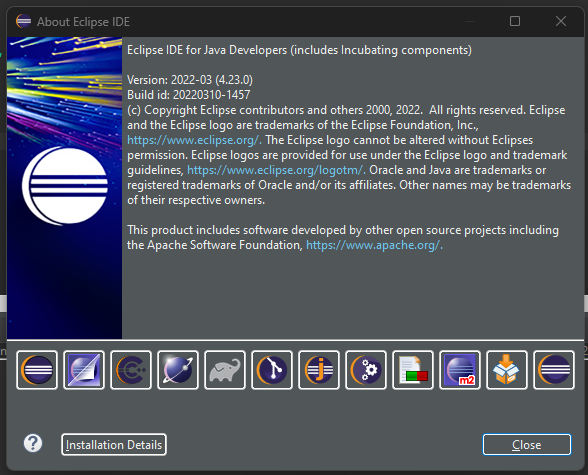 About Eclipse IDE
Eclipse IDE for Java Developers (includes Incubating components)
Version: 2022-03 (4.23.0)
Build id: 20220310-1457
(c) Copyright Eclipse contributors and others 2000, 2022.  All rights reserved. Eclipse
and the Eclipse logo are trademarks of the Eclipse Foundation, Inc.,
https://www.eclipse.org/. The Eclipse logo cannot be altered without Eclipses
permission. Eclipse logos are provided for use under the Eclipse logo and trademark
guidelines, https://www.eclipse.org/logotm/. Oracle and Java are trademarks or
registered trademarks of Oracle and/or its affiliates. Other names may be trademarks
of their respective owners.
This product includes software developed by other open source projects including
the Apache Software Foundation, https://www.apache.org/.
m2
? Installation Details
Close